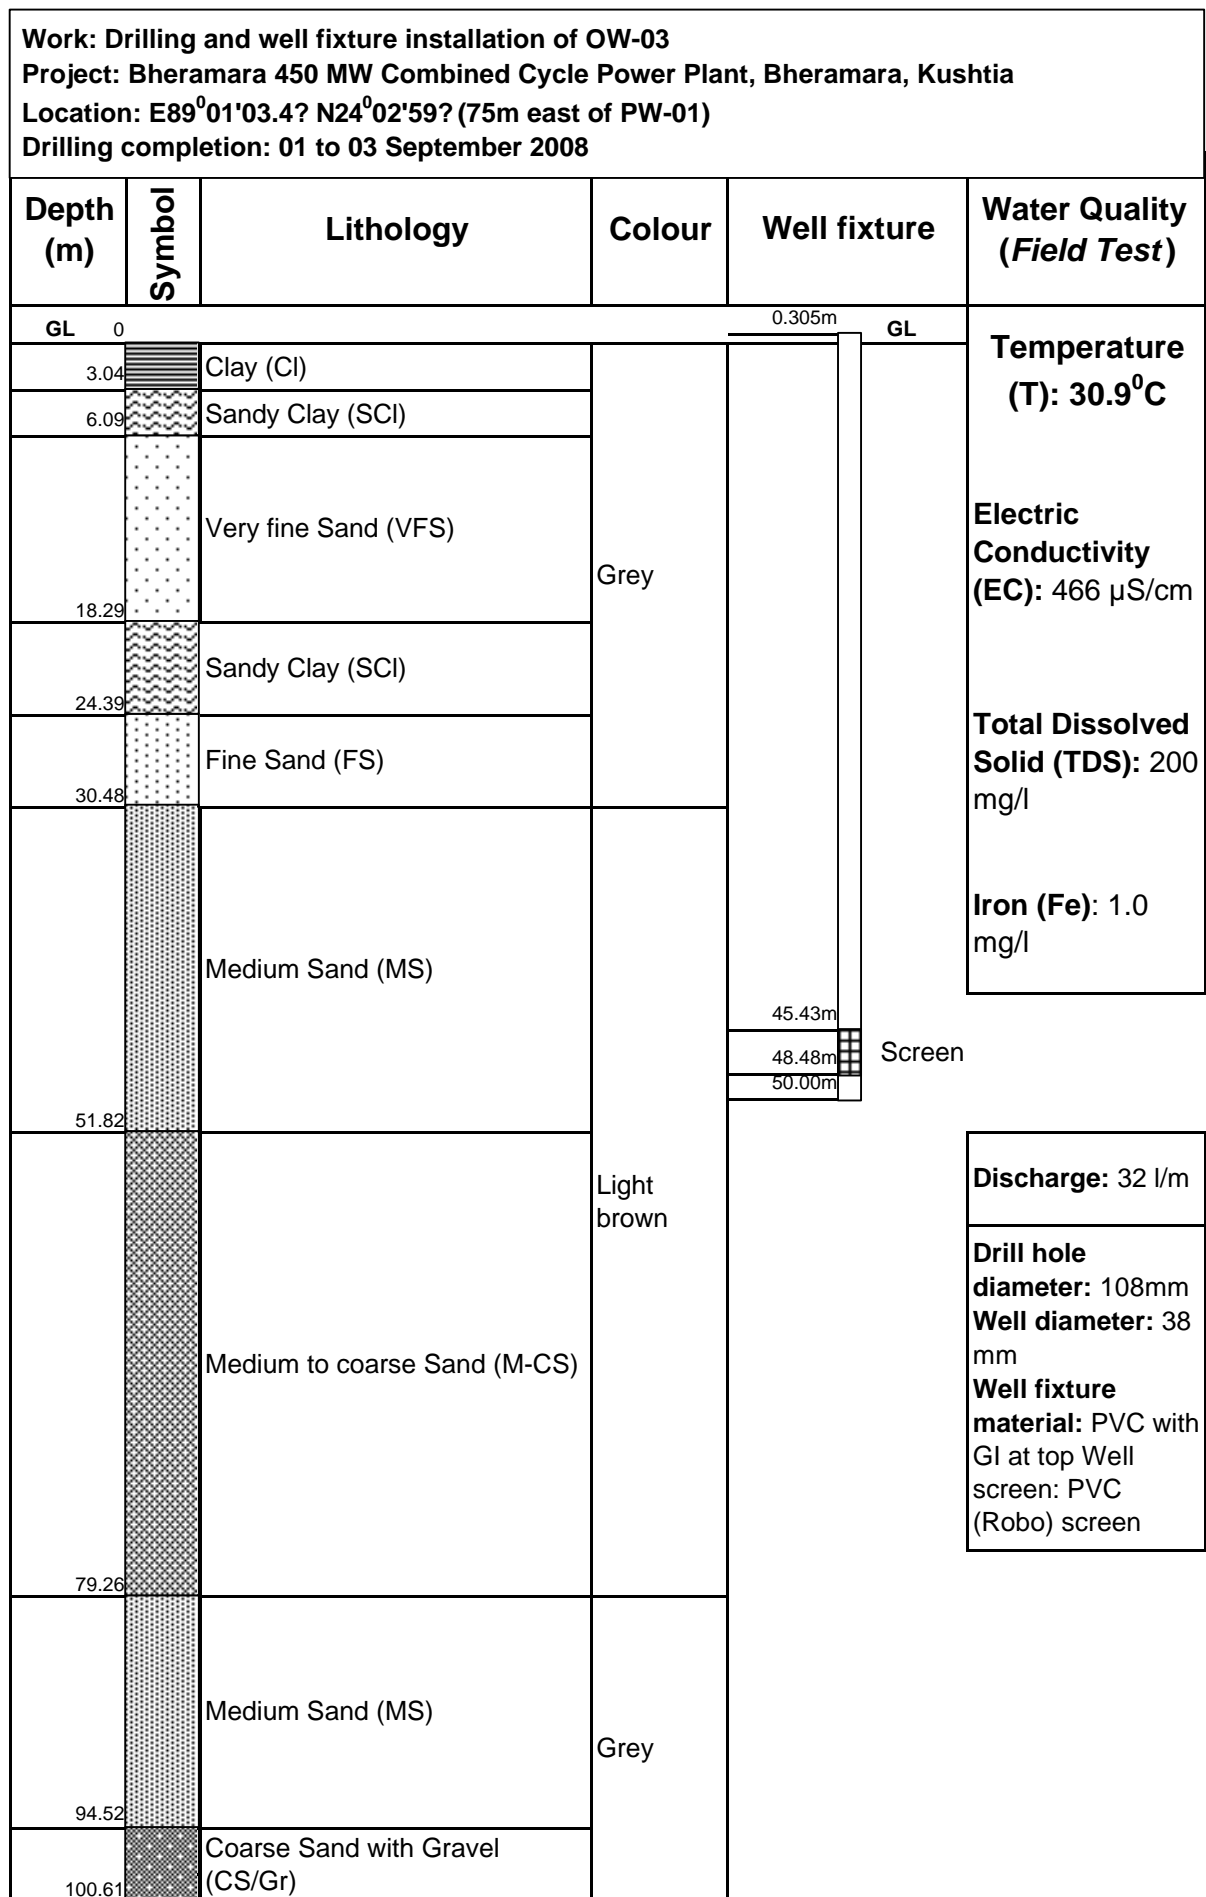 Work: Drilling and well fixture installation of OW-03
Project: Bheramara 450 MW Combined Cycle Power Plant, Bheramara, Kushtia
Location: E89⁰01'03.4? N24⁰02'59? (75m east of PW-01)
Drilling completion: 01 to 03 September 2008
Depth
(m)
Symbol
Lithology
Colour
Well fixture
Water Quality
(Field Test)
GL 0
0.305m
GL
3.04
Clay (Cl)
6.09
Sandy Clay (SCl)
Very fine Sand (VFS)
18.29
Sandy Clay (SCl)
24.39
Fine Sand (FS)
30.48
Grey
Medium Sand (MS)
51.82
Medium to coarse Sand (M-CS)
79.26
Light
brown
Medium Sand (MS)
94.52
Grey
Coarse Sand with Gravel
(CS/Gr)
100.61
45.43m
48.48m
50.00m
Screen
Temperature
(T): 30.9⁰C
Electric
Conductivity
(EC): 466 µS/cm
Total Dissolved
Solid (TDS): 200
mg/l
Iron (Fe): 1.0
mg/l
Discharge: 32 l/m
Drill hole
diameter: 108mm
Well diameter: 38
mm
Well fixture
material: PVC with
GI at top Well
screen: PVC
(Robo) screen